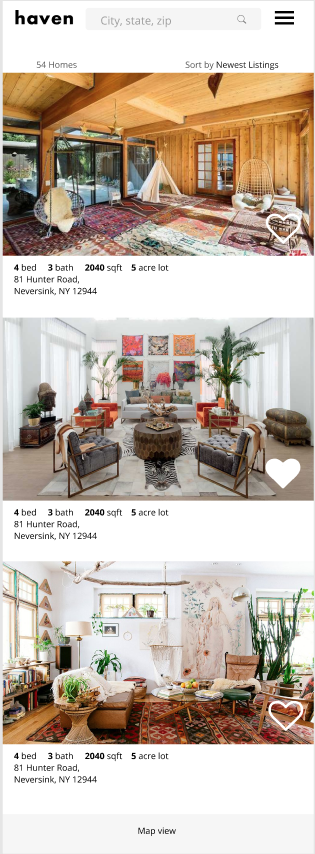 haven
City, state, zip
54 Homes
Sort by Newest Listings
4 bed 3 bath 2040 sqft 5 acre lot
81 Hunter Road,
Neversink, NY 12944
4 bed 3 bath 2040 sqft 5 acre lot
81 Hunter Road,
Neversink, NY 12944
4 bed 3 bath 2040 sqft 5 acre lot
81 Hunter Road,
Neversink, NY 12944
Map view